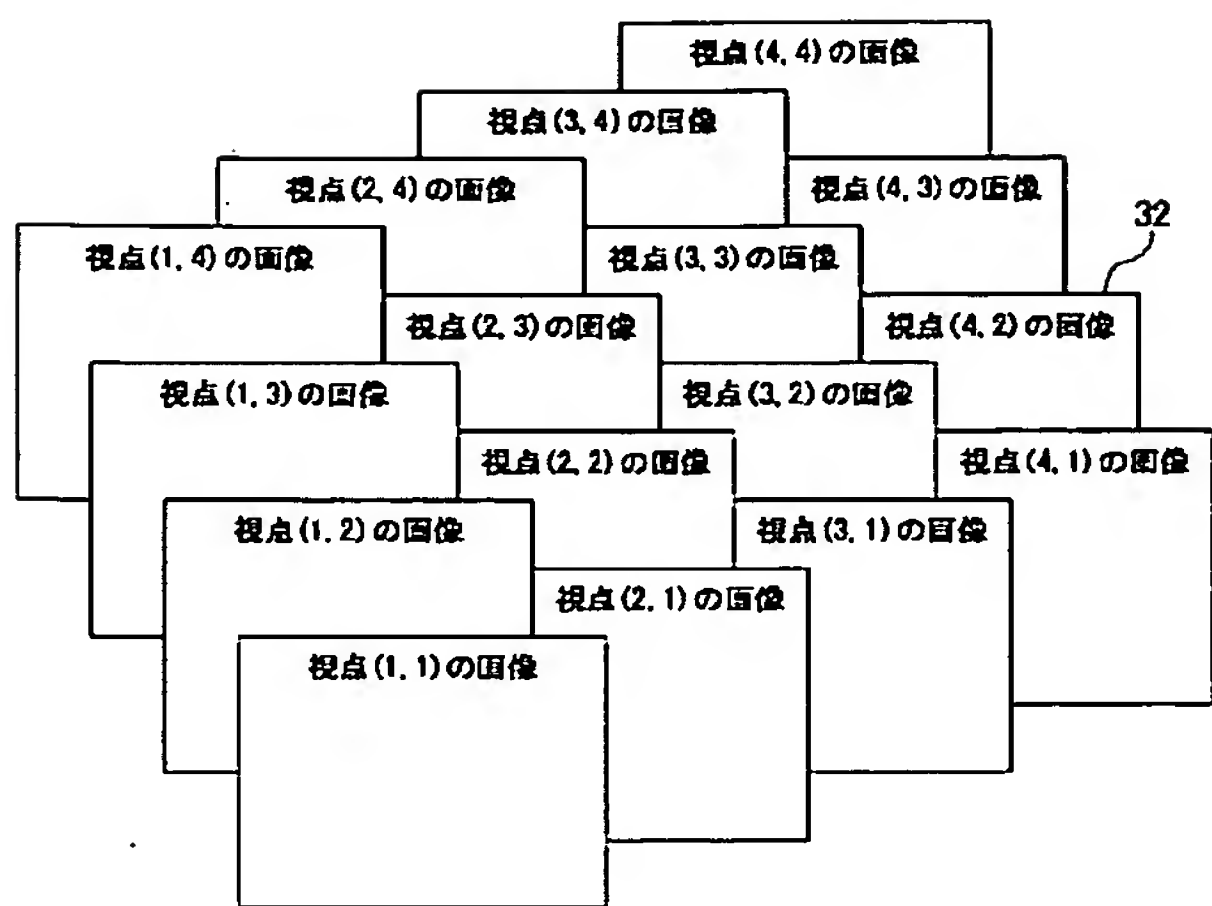 視点(4,4)の画像
視点(3,4)の画像
視点(2,4)の画像
視点(4,3)の画像
32
視点(1,4)の画像
視点(3,3)の画像
視点(2,3)の画像
視点(4,2)の画像
視点(1,3)の画像
視点(3,2)の画像
視点(2,2)の画像
視点(4,1)の画像
視点(1,2)の画像
視点(3,1)の画像
視点(2,1)の画像
視点(1,1)の画像